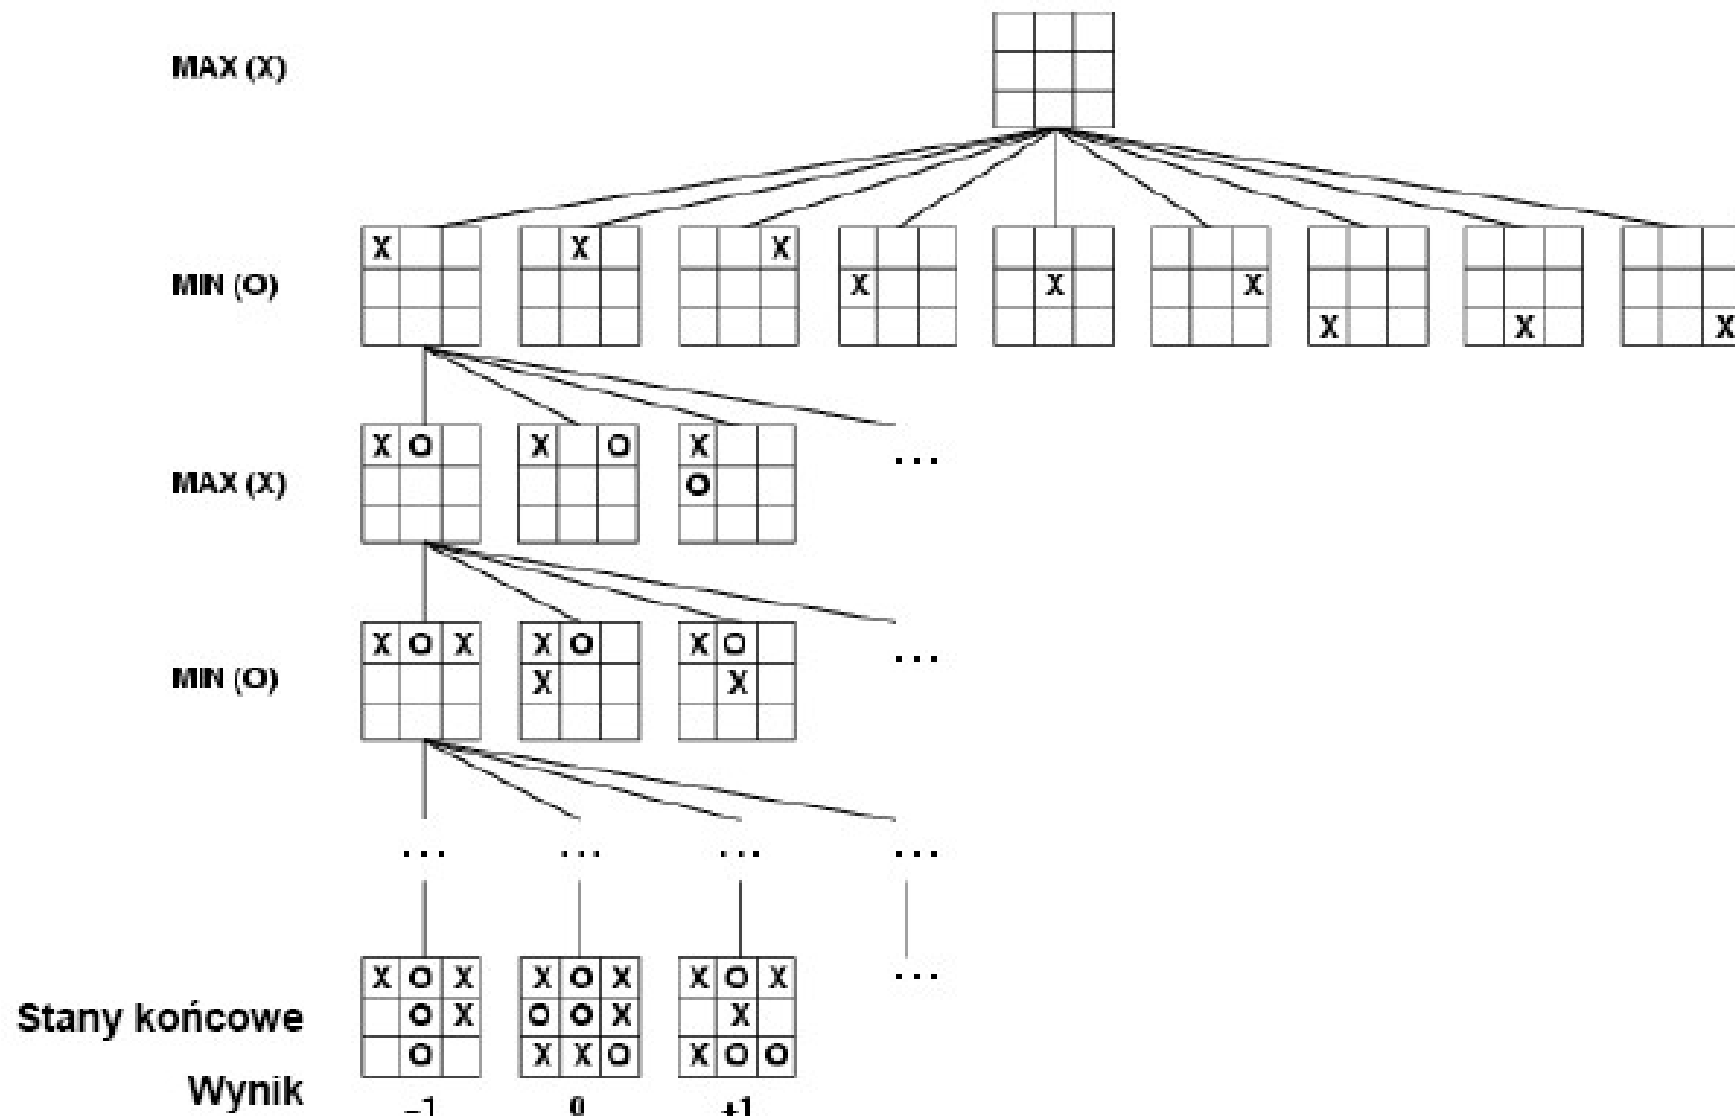 MAX (X)
X X X X X X X X X
MIN (O)
X O X O X
... 
MAX (X)
O
X O X X O X O
...
MIN (O)
X X
... ... ... ...
X O X X O X X O X ...
Stany końcowe O X O O X X
O X X O X O O
Wynik
-1 0 +1